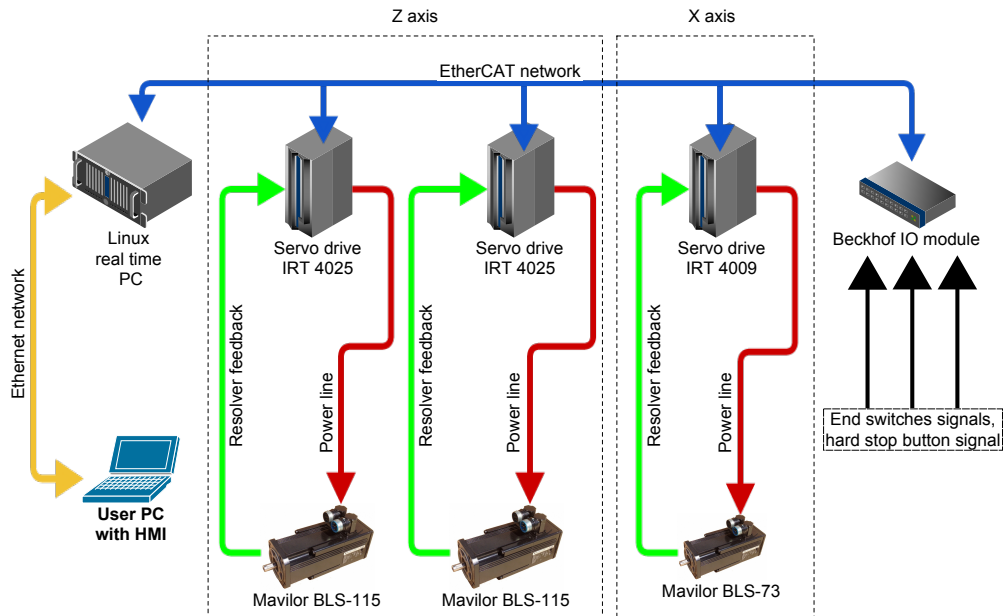 Z axis
X axis
EtherCAT network
Linux
real time
PC
Servo drive
IRT 4025
Servo drive
IRT 4025
Servo drive
IRT 4009
Beckhof IO module
Ethernet network
Resolver feedback
Power line
Resolver feedback
Power line
Resolver feedback
Power line
End switches signals,
hard stop button signal
User PC
with HMI
Mavilor BLS-115
Mavilor BLS-115
Mavilor BLS-73